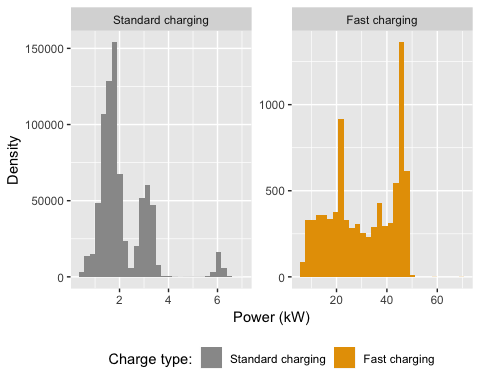 Standard charging
Fast charging
150000
100000
50000
0
1000
500
0
Density
2
4
6
20
40
60
Power (kW)
Charge type: Standard charging Fast charging